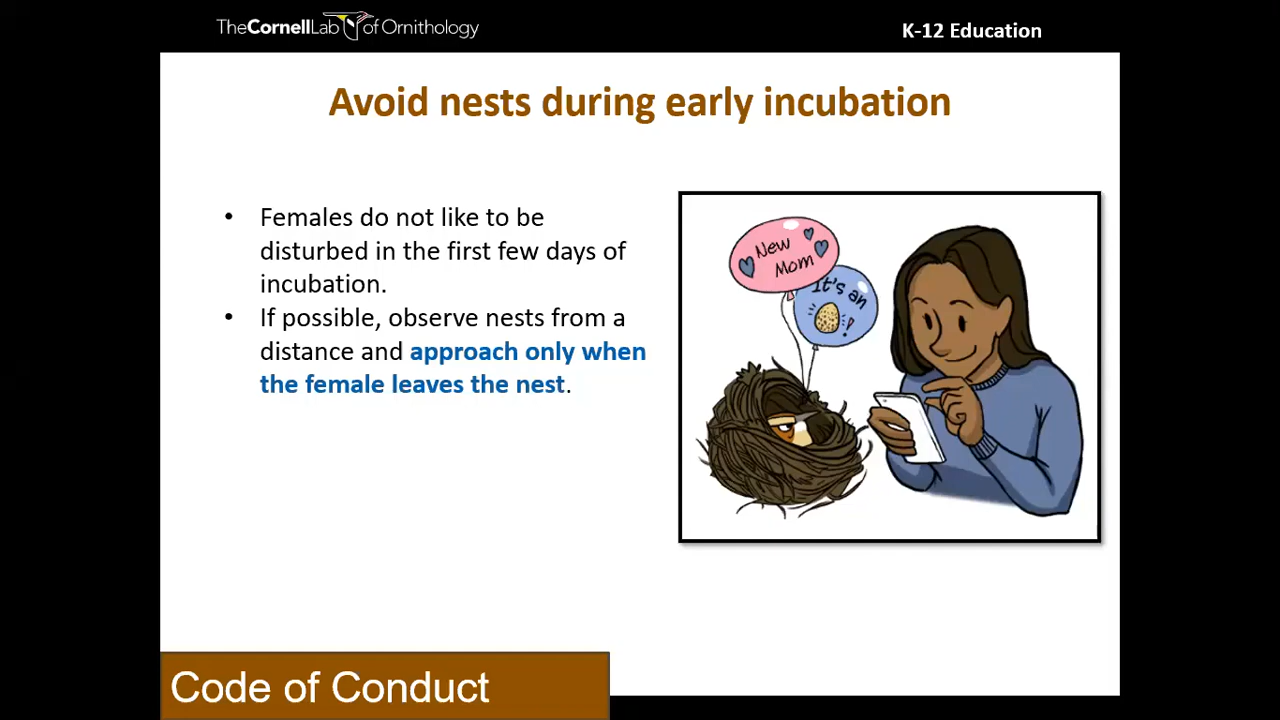 TheCornellLab of Ornithology
K-12 Education
Avoid nests during early incubation
• Females do not like to be
disturbed in the first few days of
incubation.
• If possible, observe nests from a
distance and approach only when
the female leaves the nest.
New
Mom
It's an
!
Code of Conduct